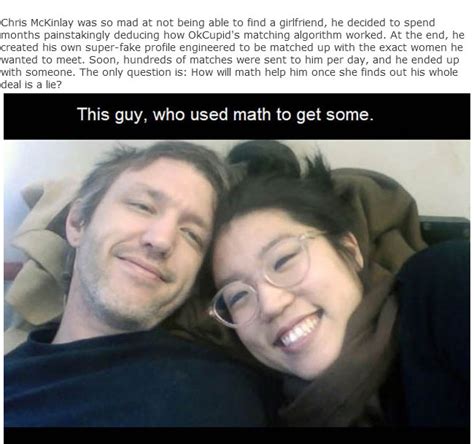 Chris McKinlay was so mad at not being able to find a girlfriend, he decided to spend
months painstakingly deducing how OkCupid's matching algorithm worked. At the end, he
created his own super-fake profile engineered to be matched up with the exact women he
wanted to meet. Soon, hundreds of matches were sent to him per day, and he ended up
with someone. The only question is: How will math help him once she finds out his whole
deal is a lie?
This guy, who used math to get some.